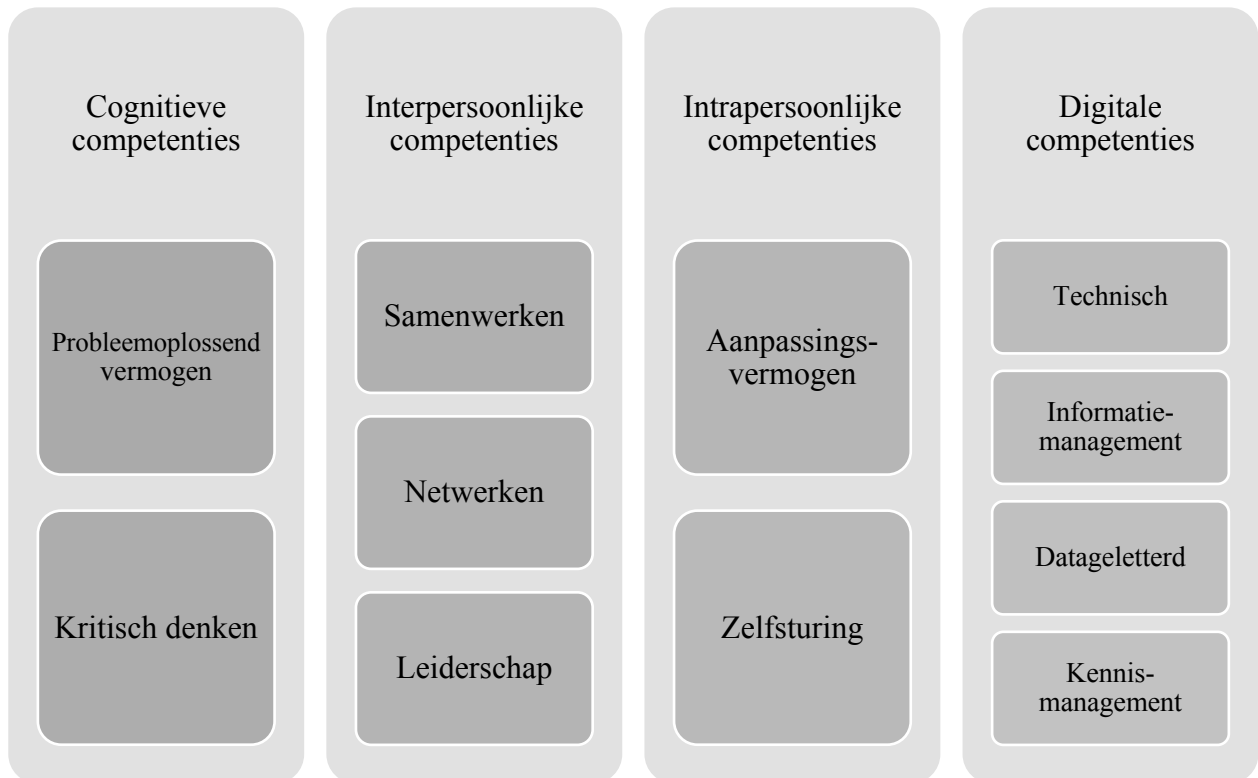 Cognitieve
competenties
Probleemoplossend
vermogen
Kritisch denken
Interpersoonlijke
competenties
Samenwerken
Netwerken
Leiderschap
Intrapersoonlijke
competenties
Aanpassings-
vermogen
Zelfsturing
Digitale
competenties
Technisch
Informatie-
management
Datageletterd
Kennis-
management